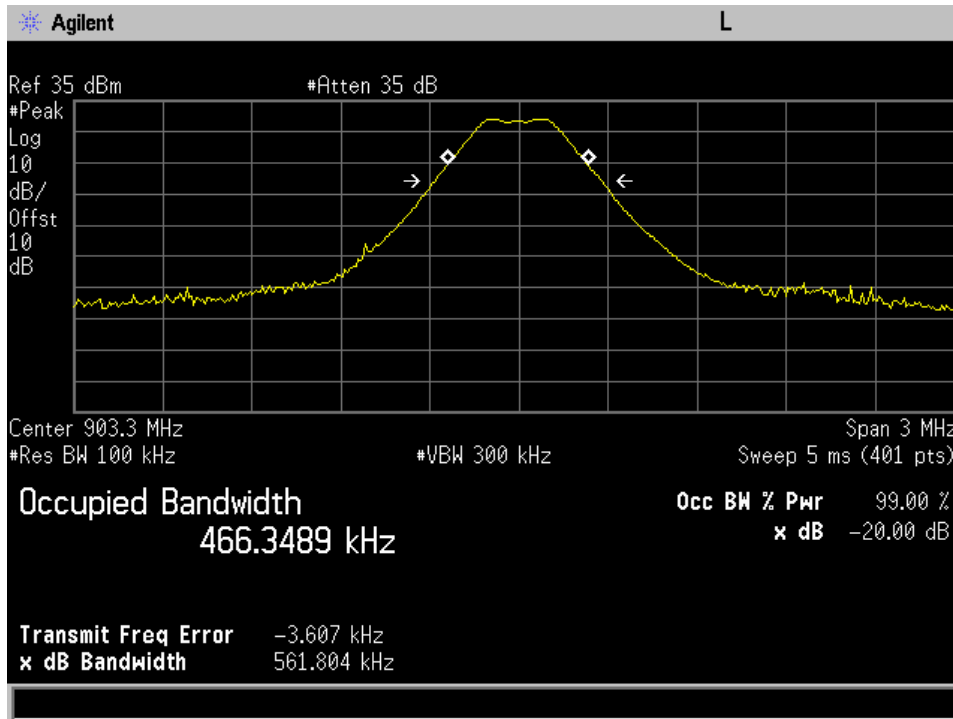 Agilent L
Ref 35 dBm #Atten 35 dB
#Peak
Log
10
dB/
Offst
10
dB
Center 903.3 MHz Span 3 MHz
#Res BW 100 kHz #VBW 300 kHz Sweep 5 ms (401 pts)
Occupied Bandwidth Occ BW % Pwr 99.00 %
466.3489 kHz x dB -20.00 dB
Transmit Freq Error -3.607 kHz
x dB Bandwidth 561.804 kHz